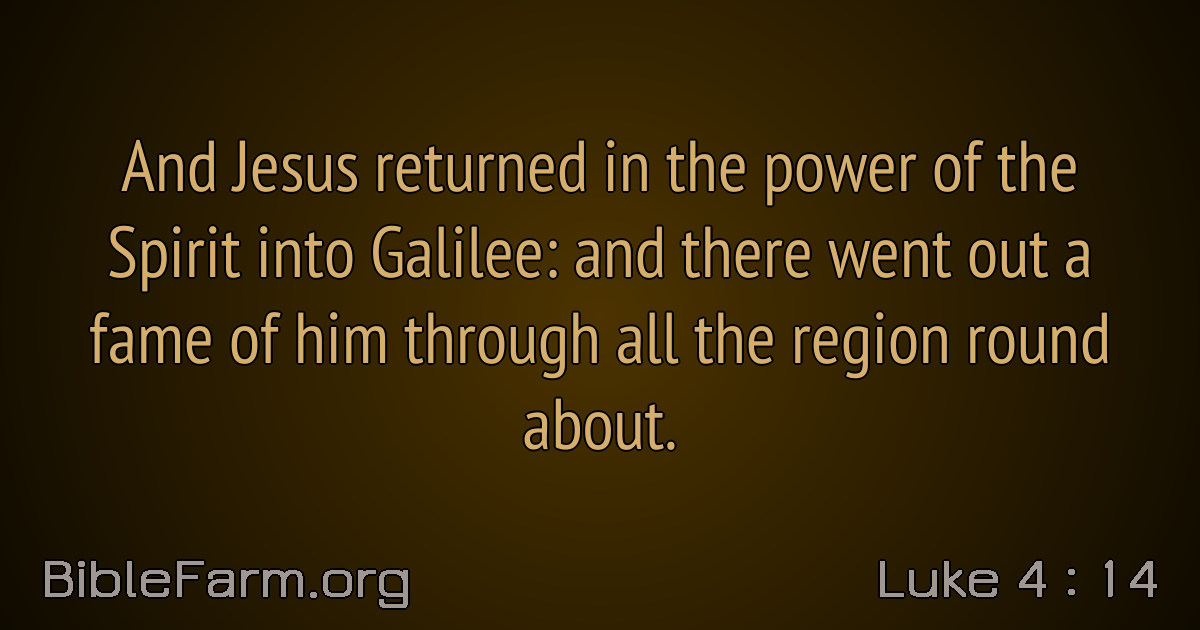 And Jesus returned in the power of the
Spirit into Galilee: and there went out a
fame of him through all the region round
about.
BibleFarm.org
Luke 4 : 14